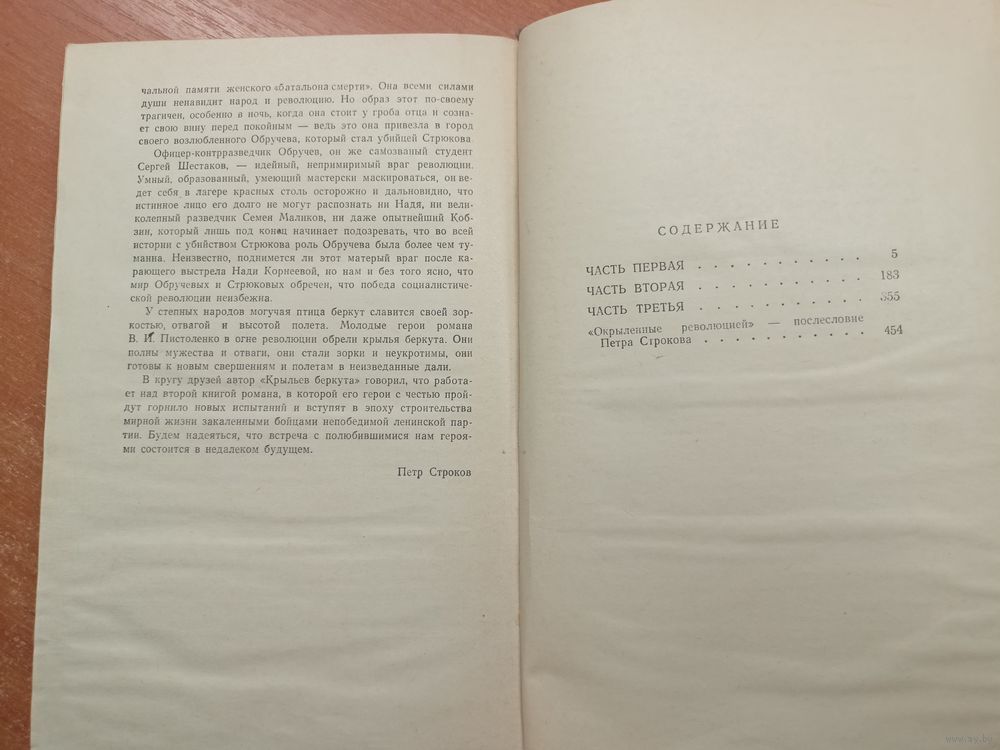 чальной памяти женского «батальона смерти». Она всеми силами
души ненавидит народ и революцию. Но образ этот по-своему
трагичен, особенно в ночь, когда она стоит у гроба отца и созна-
ет свою вину перед покойным — ведь это она привезла в город
своего возлюбленного Обручева, который стал убийцей Стрюкова.
Офицер-контрразведчик Обручев, он же самозваный студент
Сергей Шестаков, — идейный, непримиримый враг революции.
Умный, образованный, умеющий мастерски маскироваться, он ве-
дет себя в лагере красных столь осторожно и дальновидно, что
истинное лицо его долго не могут распознать ни Надя, ни вели-
колепный разведчик Семен Маликов, ни даже опытнейший Коб-
зин, который лишь под конец начинает подозревать, что во всей
истории с убийством Стрюкова роль Обручева была более чем ту-
манна. Неизвестно, поднимется ли этот матерый враг после ка-
рающего выстрела Нади Корнеевой, но нам и без того ясно, что
мир Обручевых и Стрюковых обречен, что победа социалистиче-
ской революции неизбежна.
У степных народов могучая птица беркут славится своей зор-
костью, отвагой и высотой полета. Молодые герои романа
В. И. Пистоленко в огне революции обрели крылья беркута. Они
полны мужества и отваги, они стали зорки и неукротимы, они
готовы к новым свершениям и полетам в неизведанные дали.
В кругу друзей автор «Крыльев беркута» говорил, что работа-
ет над второй книгой романа, в которой его герои с честью прой-
дут горнило новых испытаний и вступят в эпоху строительства
мирной жизни закаленными бойцами непобедимой ленинской пар-
тии. Будем надеяться, что встреча с полюбившимися нам героя-
ми состоится в недалеком будущем.
Петр Строков
СОДЕРЖАНИЕ
ЧАСТЬ ПЕРВАЯ . . . . . . . . . . . 5
ЧАСТЬ ВТОРАЯ . . . . . . . . . . . 183
ЧАСТЬ ТРЕТЬЯ . . . . . . . . . . . 355
«Окрыленные революцией» — послесловие
Петра Строкова . . . . . . . . . . 454
www.ay.by